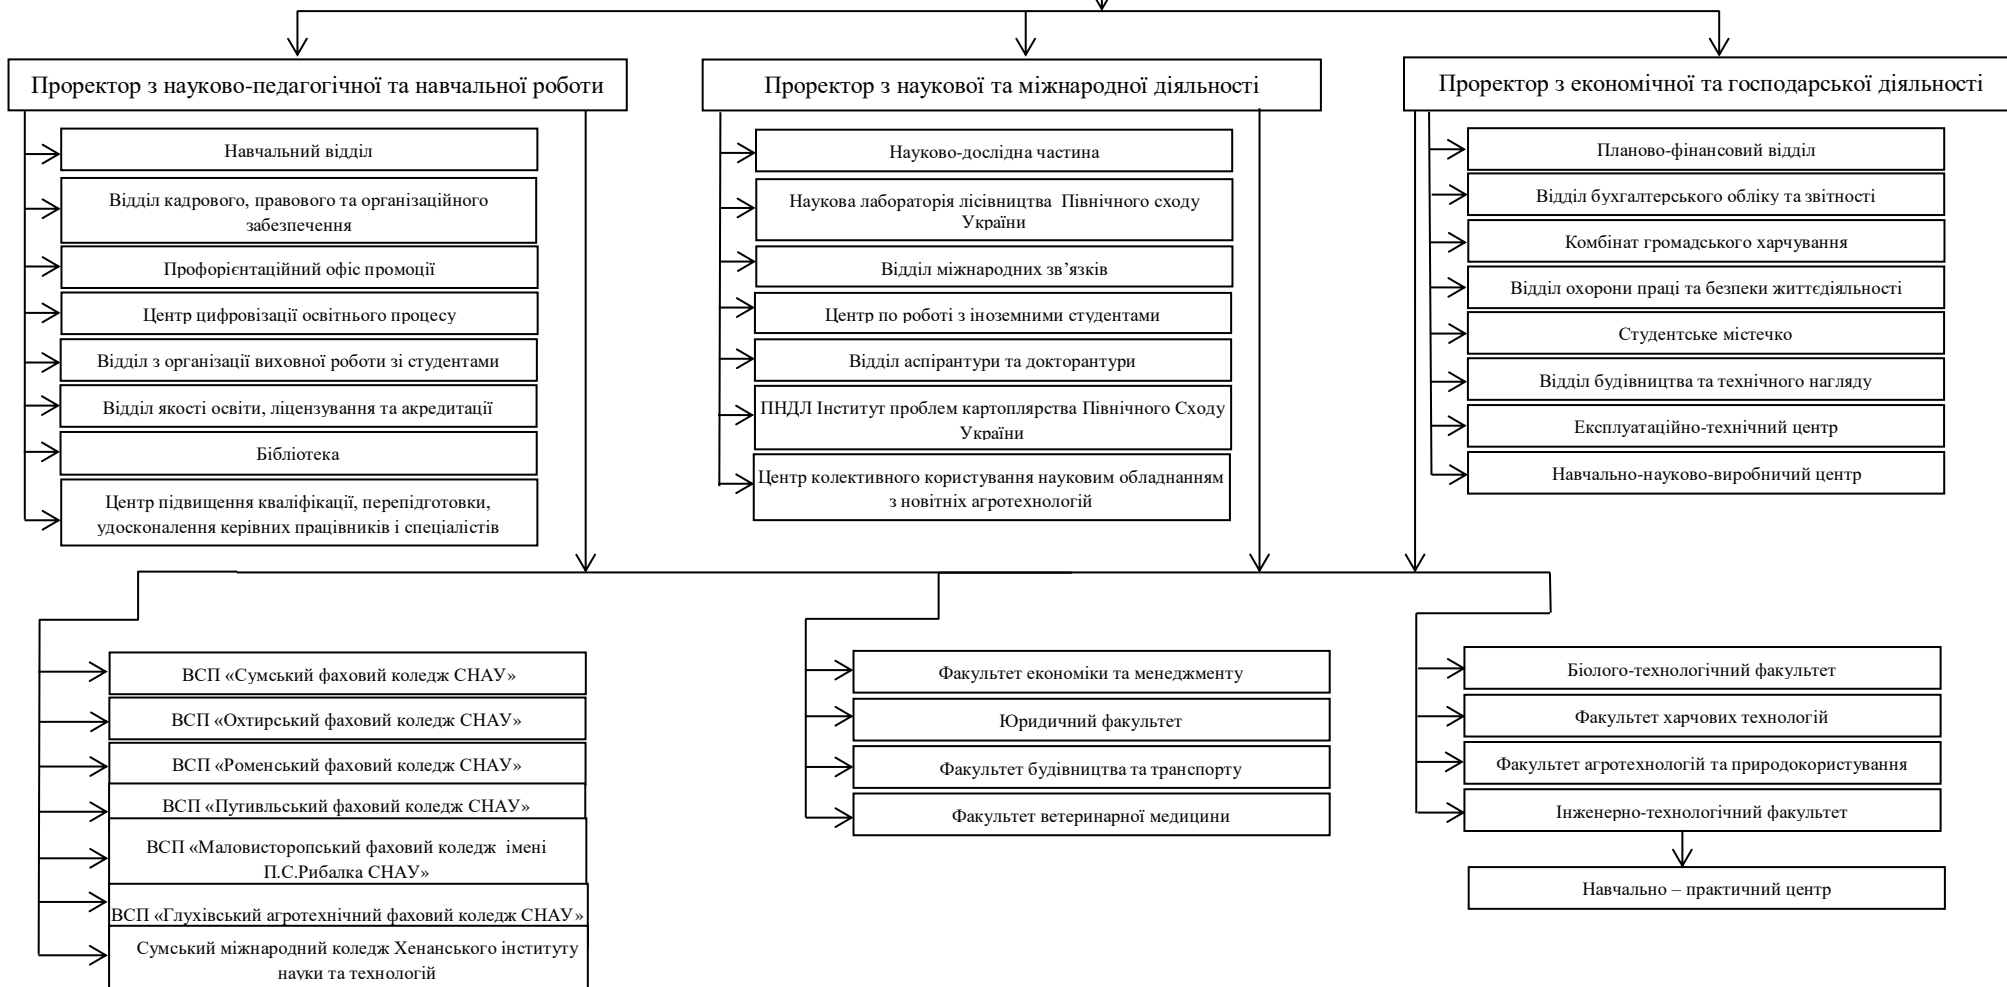 Проректор з науково-педагогічної та навчальної роботи
Навчальний відділ
Відділ кадрового, правового та організаційного
забезпечення
Профорієнтаційний офіс промоції
Центр цифровізації освітнього процесу
Відділ з організації виховної роботи зі студентами
Відділ якості освіти, ліцензування та акредитації
Бібліотека
Центр підвищення кваліфікації, перепідготовки,
удосконалення керівних працівників і спеціалістів
Проректор з наукової та міжнародної діяльності
Науково-дослідна частина
Наукова лабораторія лісівництва Північного сходу
України
Відділ міжнародних зв’язків
Центр по роботі з іноземними студентами
Відділ аспірантури та докторантури
ПНДЛ Інститут проблем картоплярства Північного Сходу
України
Центр колективного користування науковим обладнанням
з новітніх агротехнологій
Проректор з економічної та господарської діяльності
Планово-фінансовий відділ
Відділ бухгалтерського обліку та звітності
Комбінат громадського харчування
Відділ охорони праці та безпеки життєдіяльності
Студентське містечко
Відділ будівництва та технічного нагляду
Експлуатаційно-технічний центр
Навчально-науково-виробничий центр
ВСП «Сумський фаховий коледж СНАУ»
ВСП «Охтирський фаховий коледж СНАУ»
ВСП «Роменський фаховий коледж СНАУ»
ВСП «Путивльський фаховий коледж СНАУ»
ВСП «Маловисторопський фаховий коледж імені
П.С.Рибалка СНАУ»
ВСП «Глухівський агротехнічний фаховий коледж СНАУ»
Сумський міжнародний коледж Хенанського інституту
науки та технологій
Факультет економіки та менеджменту
Юридичний факультет
Факультет будівництва та транспорту
Факультет ветеринарної медицини
Біолого-технологічний факультет
Факультет харчових технологій
Факультет агротехнологій та природокористування
Інженерно-технологічний факультет
Навчально – практичний центр